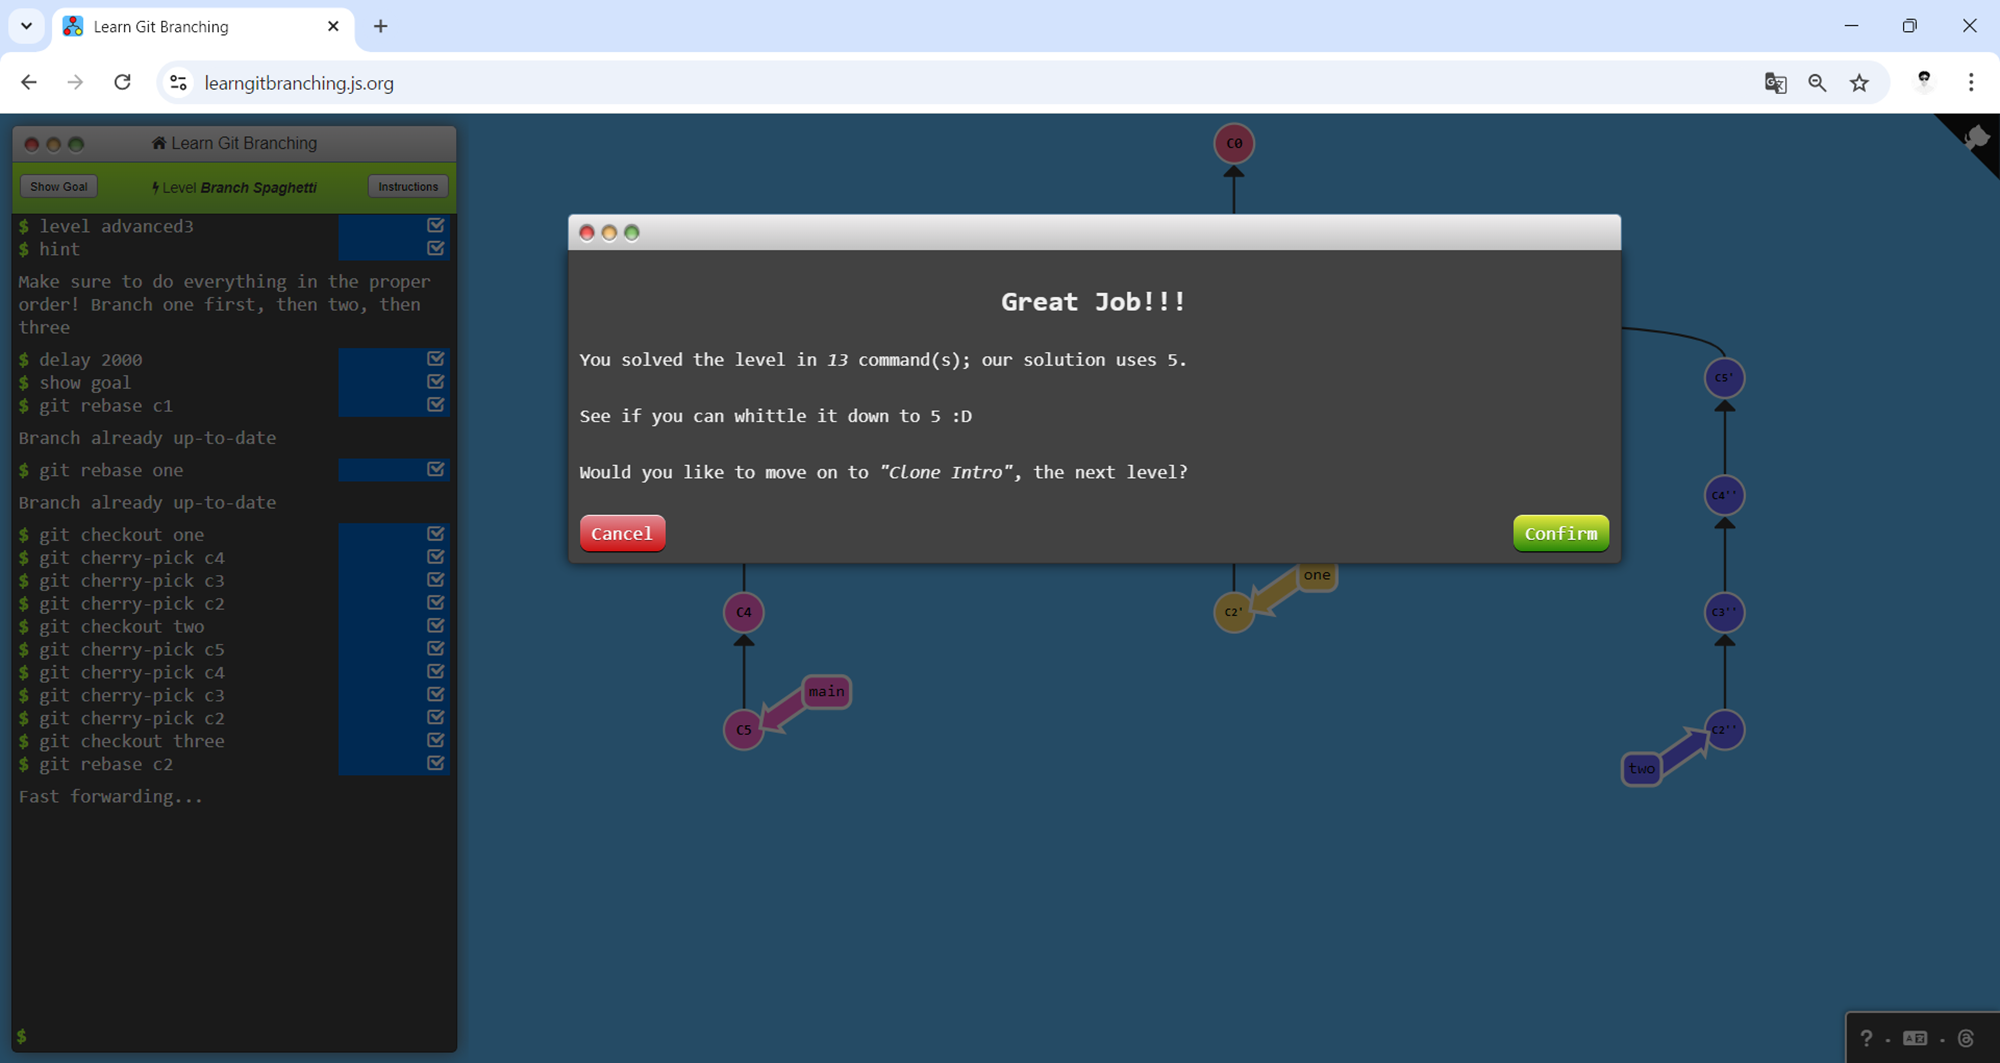 Learn Git Branching
learngitbranching.js.org
Learn Git Branching
Show Goal
Level Branch Spaghetti
Instructions
$ level advanced3
$ hint
Make sure to do everything in the proper
order! Branch one first, then two, then
three
$ delay 2000
$ show goal
$ git rebase c1
Branch already up-to-date
$ git rebase one
Branch already up-to-date
$ git checkout one
$ git cherry-pick c4
$ git cherry-pick c3
$ git cherry-pick c2
$ git checkout two
$ git cherry-pick c5
$ git cherry-pick c4
$ git cherry-pick c3
$ git cherry-pick c2
$ git checkout three
$ git rebase c2
Fast forwarding...
$
C0
Great Job!!!
You solved the level in 13 command(s); our solution uses 5.
See if you can whittle it down to 5 :D
Would you like to move on to "Clone Intro", the next level?
Cancel
Confirm
C5'
C4''
one
C4
C2'
C3''
main
C5
C2''
two
?